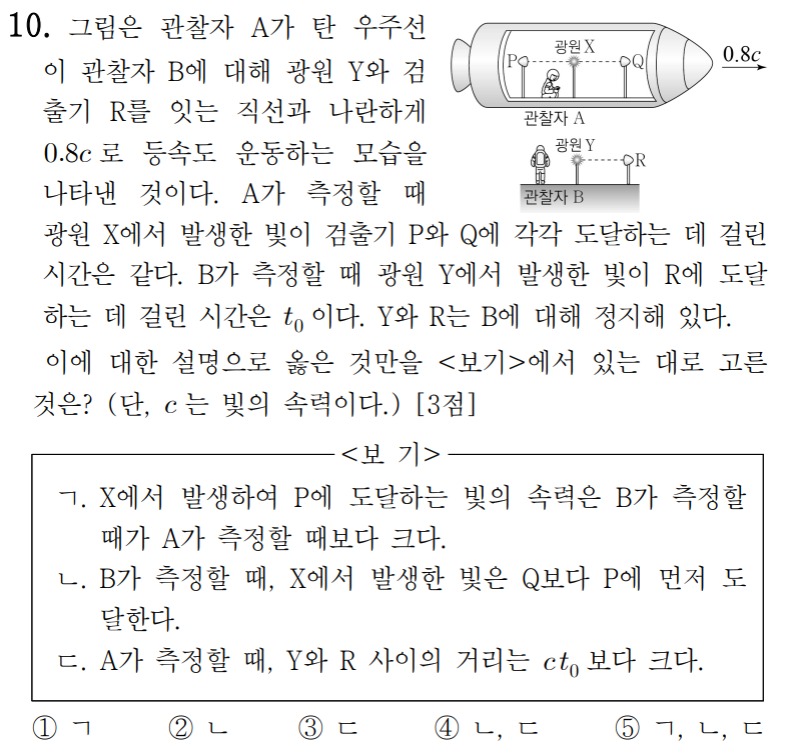 10. 그림은 관찰자 A가 탄 우주선
이 관찰자 B에 대해 광원 Y와 검
출기 R를 잇는 직선과 나란하게
0.8c로 등속도 운동하는 모습을
나타낸 것이다. A가 측정할 때
광원 X
P
Q
0.8c
관찰자 A
광원 Y
R
관찰자 B
광원 X에서 발생한 빛이 검출기 P와 Q에 각각 도달하는 데 걸린
시간은 같다. B가 측정할 때 광원 Y에서 발생한 빛이 R에 도달
하는 데 걸린 시간은 t₀이다. Y와 R는 B에 대해 정지해 있다.
이에 대한 설명으로 옳은 것만을 <보기>에서 있는 대로 고른
것은? (단, c는 빛의 속력이다.) [3점]
<보 기>
ㄱ. X에서 발생하여 P에 도달하는 빛의 속력은 B가 측정할
때가 A가 측정할 때보다 크다.
ㄴ. B가 측정할 때, X에서 발생한 빛은 Q보다 P에 먼저 도
달한다.
ㄷ. A가 측정할 때, Y와 R 사이의 거리는 ct₀보다 크다.
① ㄱ ② ㄴ ③ ㄷ ④ ㄴ, ㄷ ⑤ ㄱ, ㄴ, ㄷ